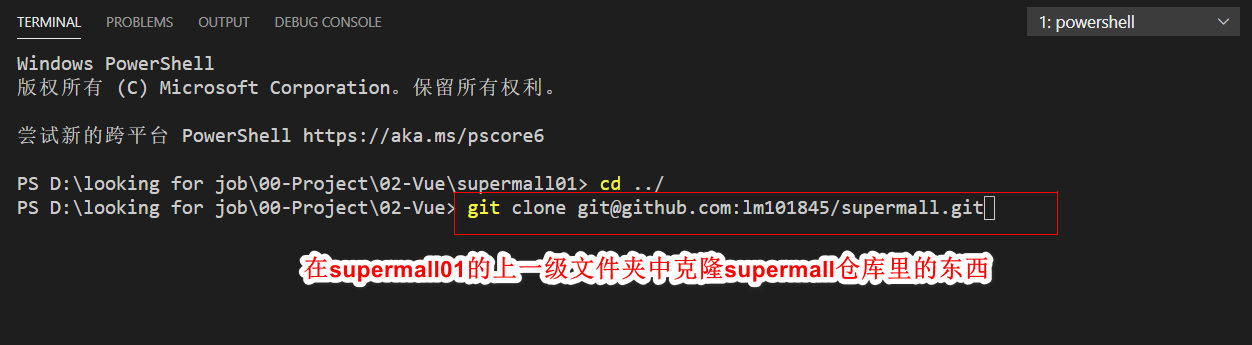 TERMINAL PROBLEMS OUTPUT DEBUG CONSOLE 1: powershell
Windows PowerShell
版权所有 (C) Microsoft Corporation。保留所有权利。
尝试新的跨平台 PowerShell https://aka.ms/pscore6
PS D:\looking for job\00-Project\02-Vue\supermall01> cd ../
PS D:\looking for job\00-Project\02-Vue> git clone git@github.com:lm101845/supermall.git
在supermall01的上一级文件夹中克隆supermall仓库里的东西